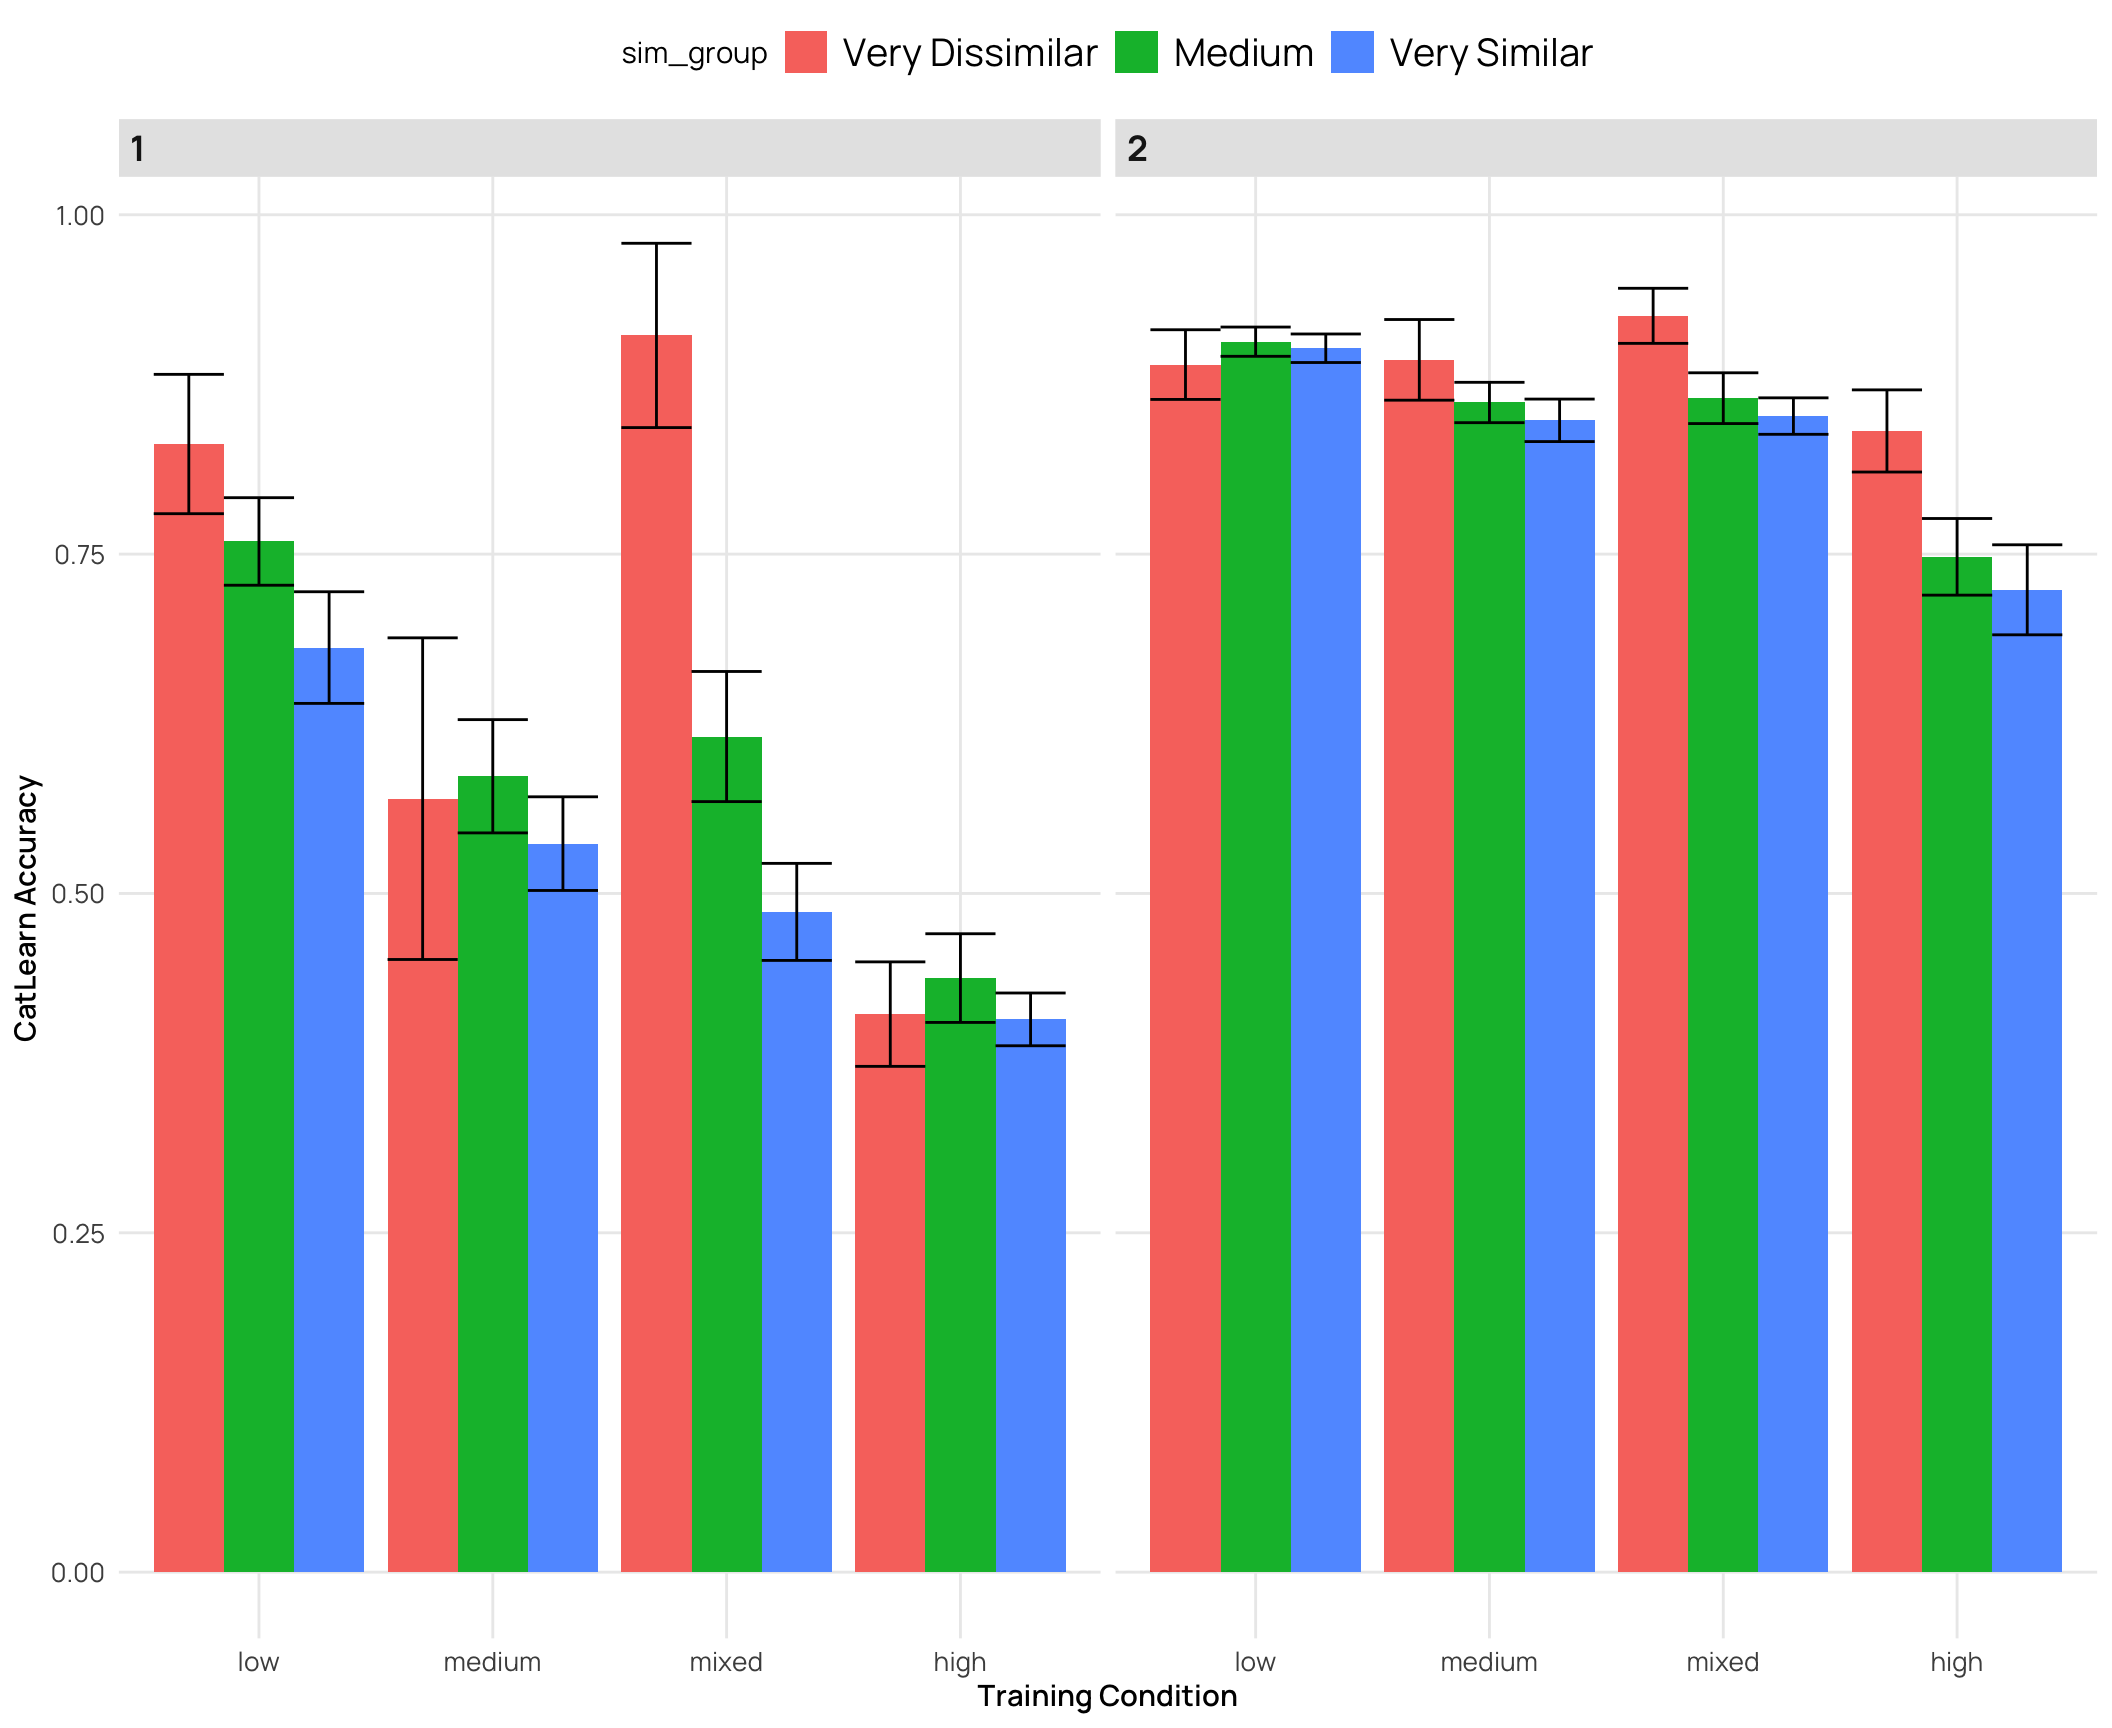 sim_group Very Dissimilar Medium Very Similar
1 2
1.00
0.75
0.50
0.25
0.00
CatLearn Accuracy
low medium mixed high low medium mixed high
Training Condition